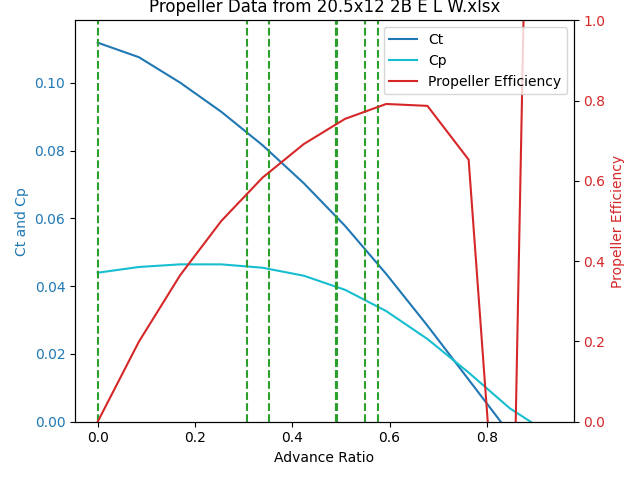 Propeller Data from 20.5x12 2B E L W.xlsx
Ct
Cp
Propeller Efficiency
0.10
0.08
0.06
0.04
0.02
0.00
Ct and Cp
1.0
0.8
0.6
0.4
0.2
0.0
Propeller Efficiency
0.0
0.2
0.4
0.6
0.8
Advance Ratio